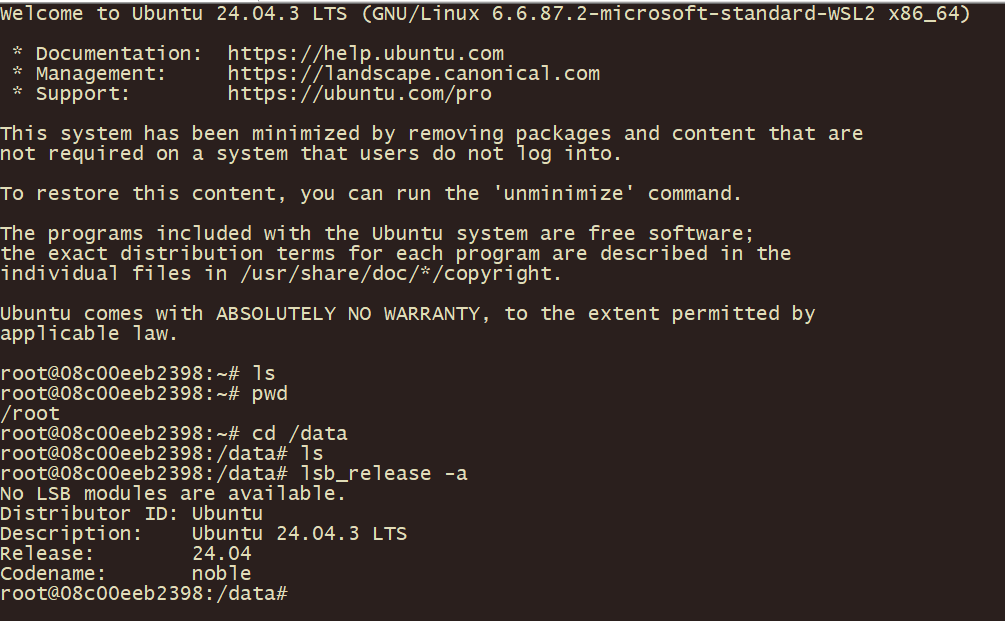 Welcome to Ubuntu 24.04.3 LTS (GNU/Linux 6.6.87.2-microsoft-standard-WSL2 x86_64)
* Documentation:  https://help.ubuntu.com
* Management:     https://landscape.canonical.com
* Support:        https://ubuntu.com/pro
This system has been minimized by removing packages and content that are
not required on a system that users do not log into.
To restore this content, you can run the 'unminimize' command.
The programs included with the Ubuntu system are free software;
the exact distribution terms for each program are described in the
individual files in /usr/share/doc/*/copyright.
Ubuntu comes with ABSOLUTELY NO WARRANTY, to the extent permitted by
applicable law.
root@08c00eeb2398:~# ls
root@08c00eeb2398:~# pwd
/root
root@08c00eeb2398:~# cd /data
root@08c00eeb2398:/data# ls
root@08c00eeb2398:/data# lsb_release -a
No LSB modules are available.
Distributor ID: Ubuntu
Description:    Ubuntu 24.04.3 LTS
Release:        24.04
Codename:       noble
root@08c00eeb2398:/data#